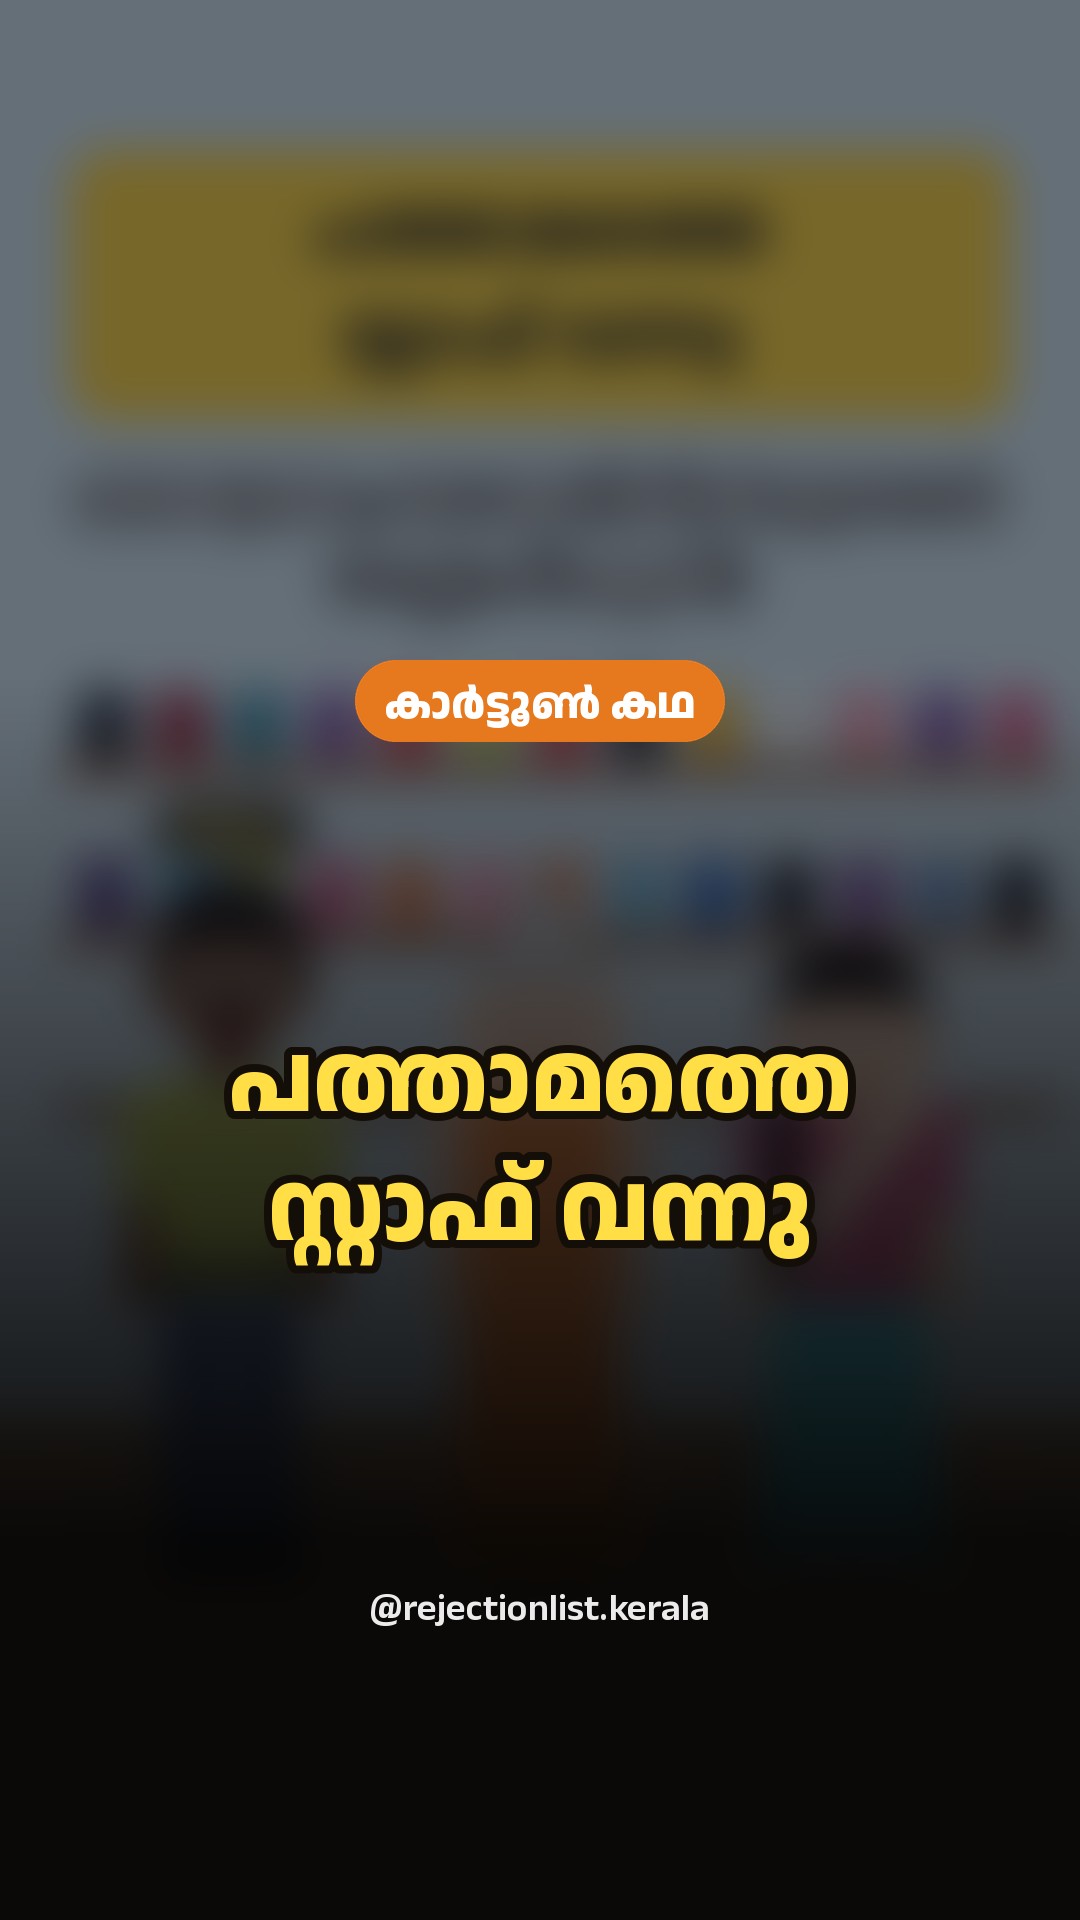 കാർട്ടൂൺ കഥ
പത്താമത്തെ
സ്റ്റാഫ് വന്നു
@rejectionlist.kerala